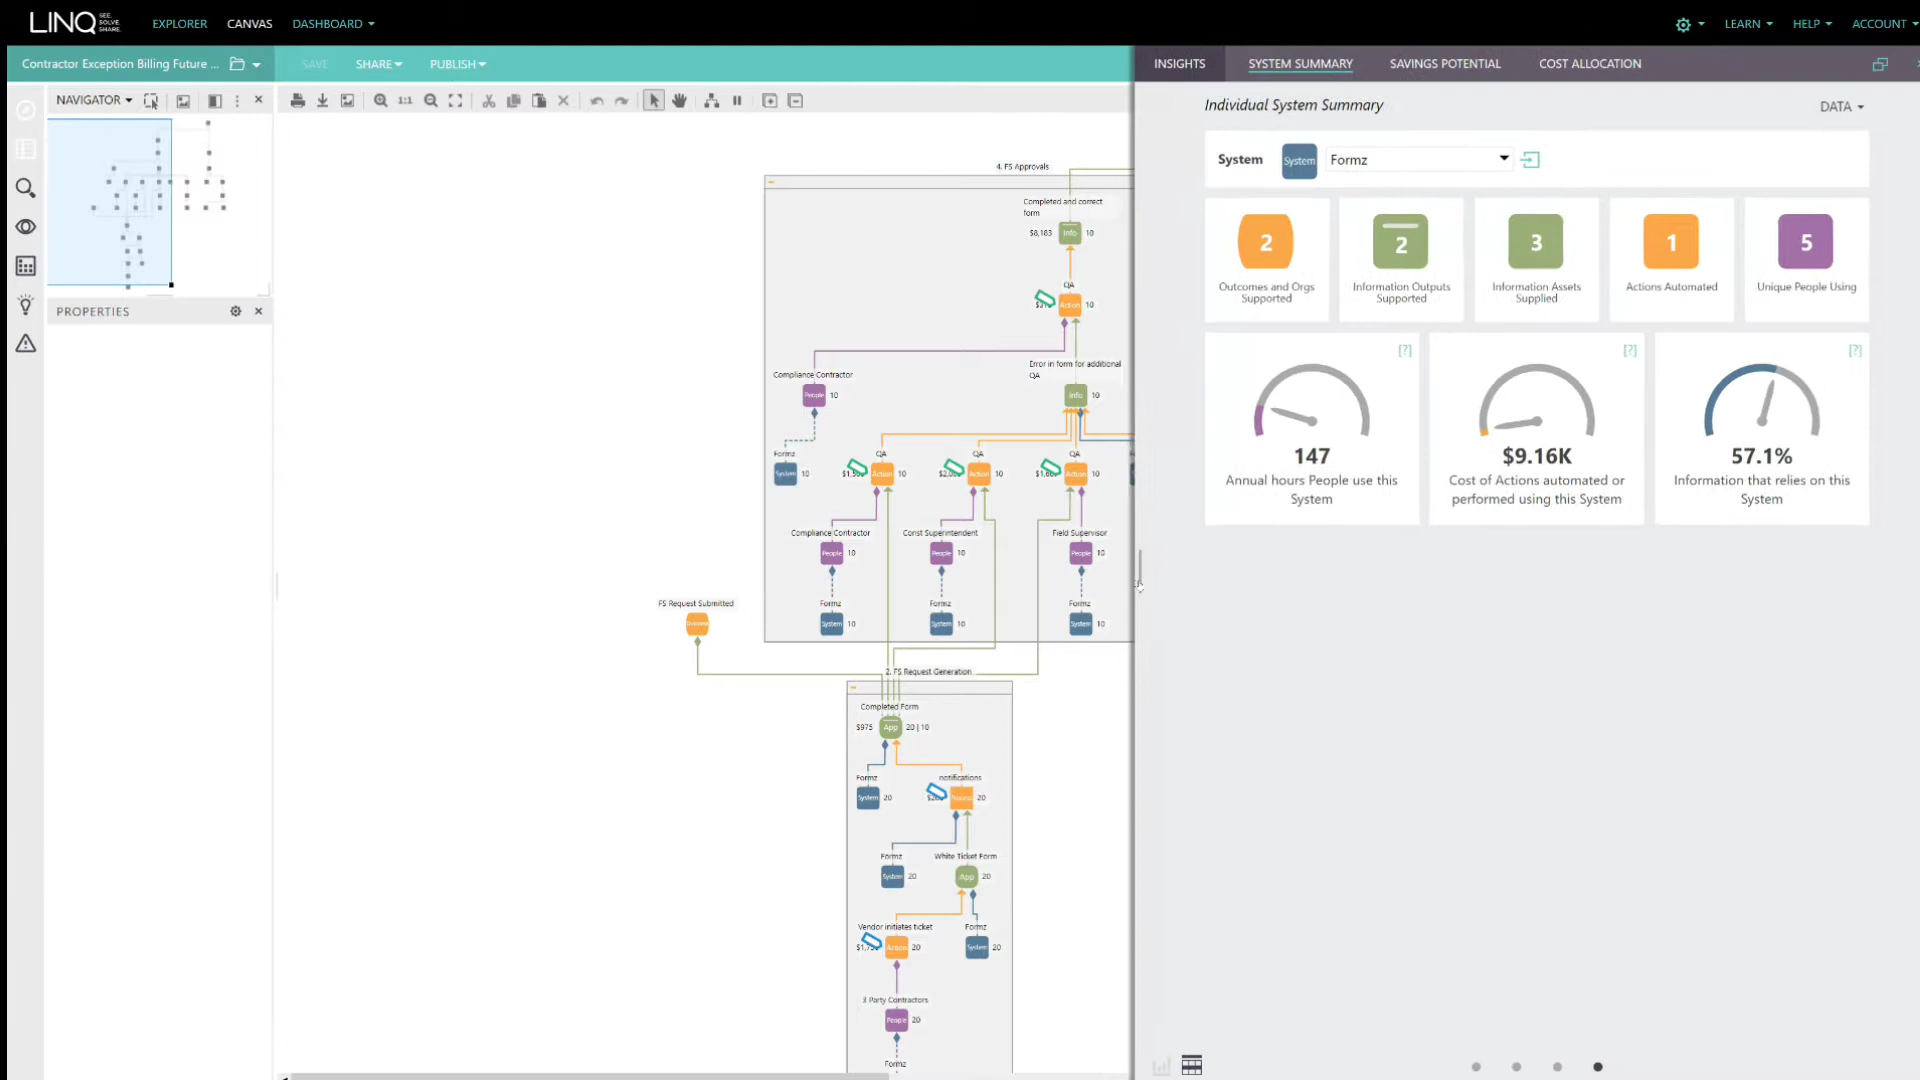 LINQ SEE. SOLVE. SHARE.
EXPLORER
CANVAS
DASHBOARD
LEARN
HELP
ACCOUNT
Contractor Exception Billing Future ...
SAVE
SHARE
PUBLISH
INSIGHTS
SYSTEM SUMMARY
SAVINGS POTENTIAL
COST ALLOCATION
NAVIGATOR
1:1
PROPERTIES
Individual System Summary
DATA
System
System
Formz
2
Outcomes and Orgs
Supported
2
Information Outputs
Supported
3
Information Assets
Supplied
1
Actions Automated
5
Unique People Using
[?]
147
Annual hours People use this
System
[?]
$9.16K
Cost of Actions automated or
performed using this System
[?]
57.1%
Information that relies on this
System
4. FS Approvals
Completed and correct
form
$8,183
Info
10
QA
Action
10
Error in form for additional
QA
Info
10
Compliance Contractor
People
10
Formz
System
10
QA
Action
10
QA
Action
10
QA
Action
10
Compliance Contractor
People
10
Const Superintendent
People
10
Field Supervisor
People
10
Formz
System
10
Formz
System
10
Formz
System
10
FS Request Submitted
2. FS Request Generation
Completed Form
$975
App
20 | 10
Formz
System
20
notifications
20
Formz
System
20
White Ticket Form
App
20
Vendor initiates ticket
Action
20
Formz
System
20
3 Party Contractors
People
20
Formz